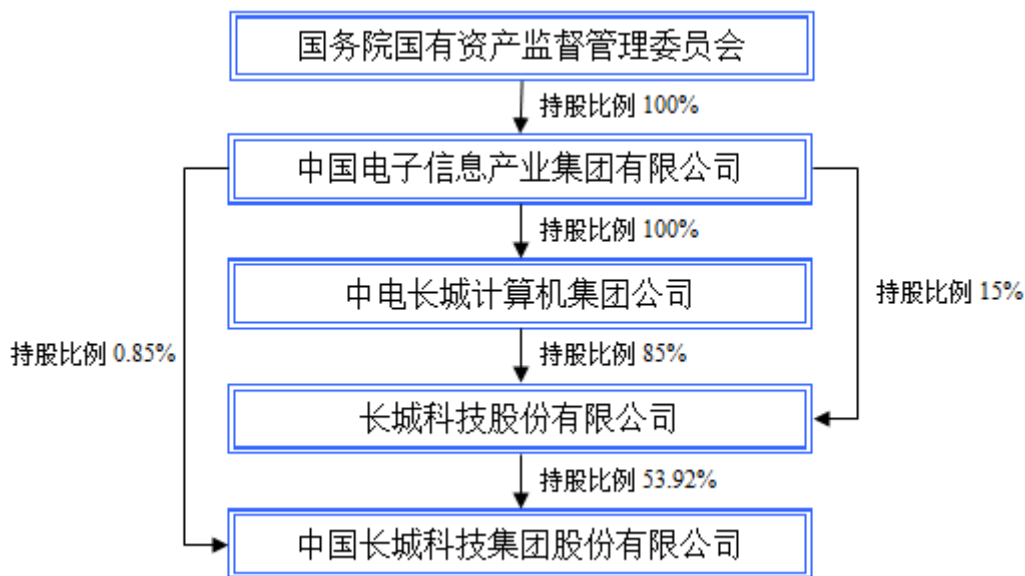 国务院国有资产监督管理委员会
持股比例 100%
中国电子信息产业集团有限公司
持股比例 100%
中电长城计算机集团公司
持股比例 15%
持股比例 0.85%
持股比例 85%
长城科技股份有限公司
持股比例 53.92%
中国长城科技集团股份有限公司